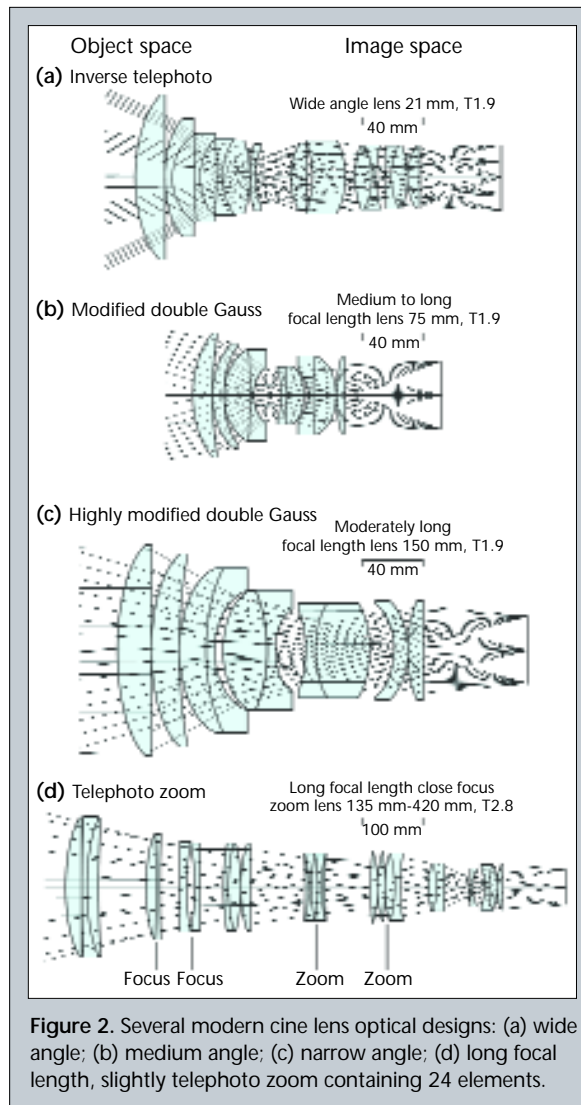 Object space Image space
(a) Inverse telephoto
Wide angle lens 21 mm, T1.9
40 mm
(b) Modified double Gauss
Medium to long
focal length lens 75 mm, T1.9
40 mm
(c) Highly modified double Gauss
Moderately long
focal length lens 150 mm, T1.9
40 mm
(d) Telephoto zoom
Long focal length close focus
zoom lens 135 mm-420 mm, T2.8
100 mm
Focus Focus Zoom Zoom
Figure 2. Several modern cine lens optical designs: (a) wide
angle; (b) medium angle; (c) narrow angle; (d) long focal
length, slightly telephoto zoom containing 24 elements.